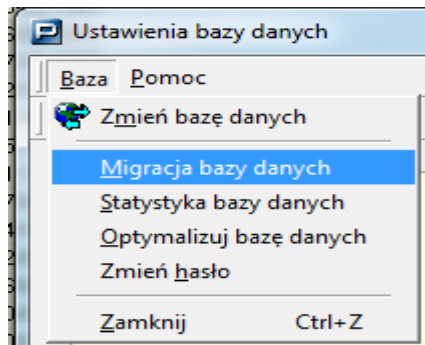 Ustawienia bazy danych
Baza Pomoc
Zmień bazę danych
Migracja bazy danych
Statystyka bazy danych
Optymalizuj bazę danych
Zmień hasło
Zamknij Ctrl+Z